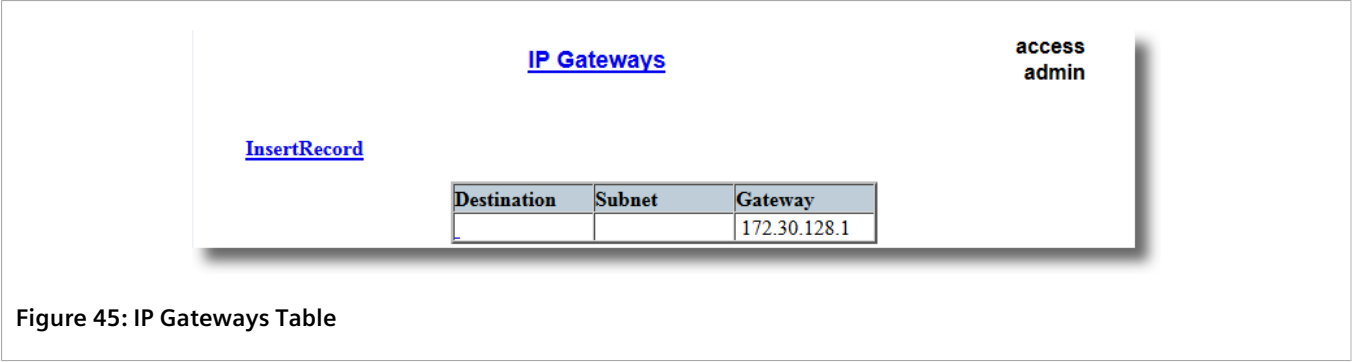 IP Gateways
access
admin
InsertRecord
Destination Subnet Gateway
172.30.128.1
Figure 45: IP Gateways Table